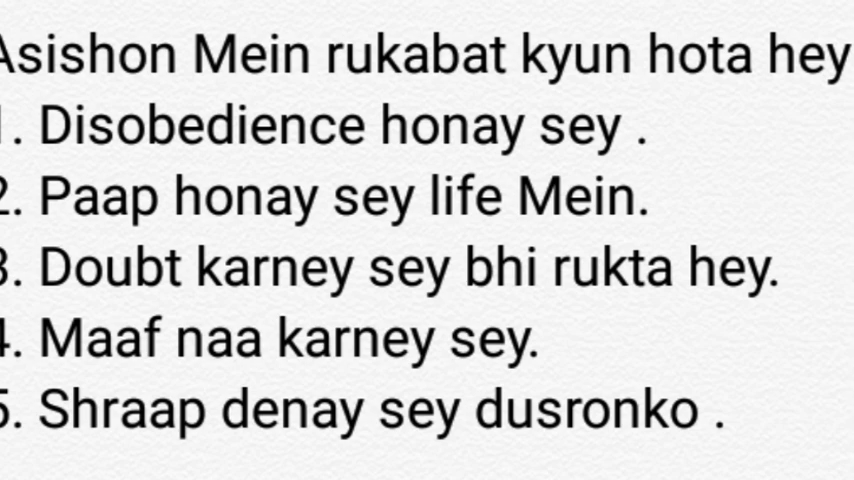 Asishon Mein rukabat kyun hota hey
1. Disobedience honay sey .
2. Paap honay sey life Mein.
3. Doubt karney sey bhi rukta hey.
4. Maaf naa karney sey.
5. Shraap denay sey dusronko .